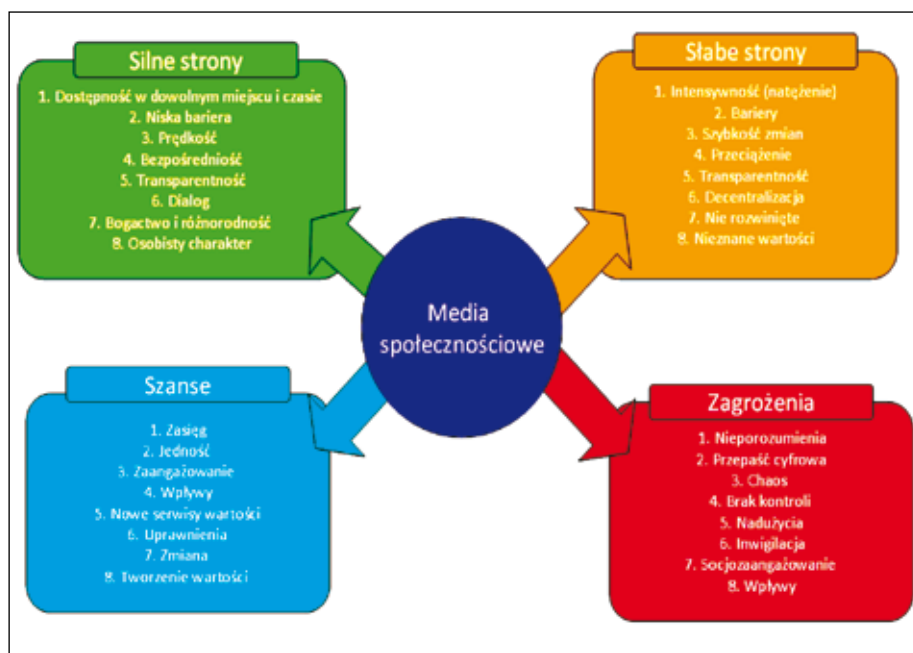 Silne strony
1. Dostępność w dowolnym miejscu i czasie
2. Niska bariera
3. Prędkość
4. Bezpośredniość
5. Transparentność
6. Dialog
7. Bogactwo i różnorodność
8. Osobisty charakter
Słabe strony
1. Intensywność (natężenie)
2. Bariery
3. Szybkość zmian
4. Przeciążenie
5. Transparentność
6. Decentralizacja
7. Nie rozwinięte
8. Nieznane wartości
Media
społecznościowe
Szanse
1. Zasięg
2. Jedność
3. Zaangażowanie
4. Wpływy
5. Nowe serwisy wartości
6. Uprawnienia
7. Zmiana
8. Tworzenie wartości
Zagrożenia
1. Nieporozumienia
2. Przepaść cyfrowa
3. Chaos
4. Brak kontroli
5. Nadużycia
6. Inwigilacja
7. Socjozaangażowanie
8. Wpływy